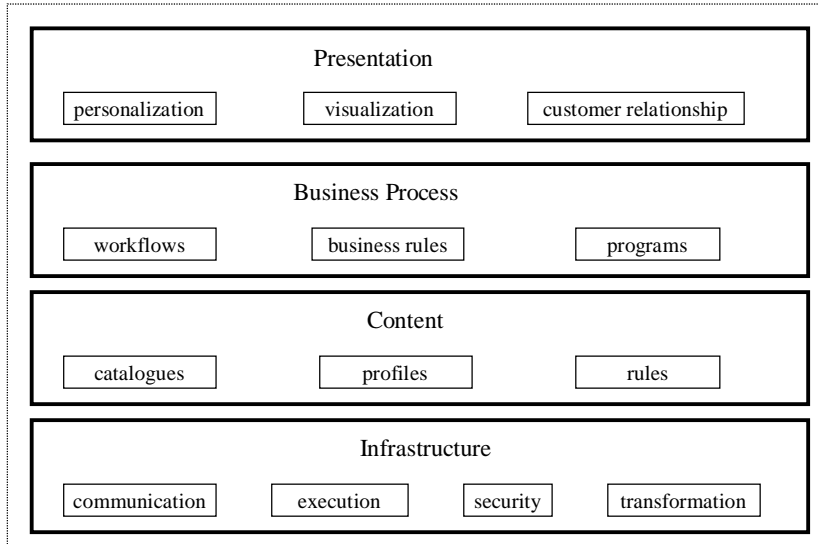 Presentation
personalization visualization customer relationship
Business Process
workflows business rules programs
Content
catalogues profiles rules
Infrastructure
communication execution security transformation